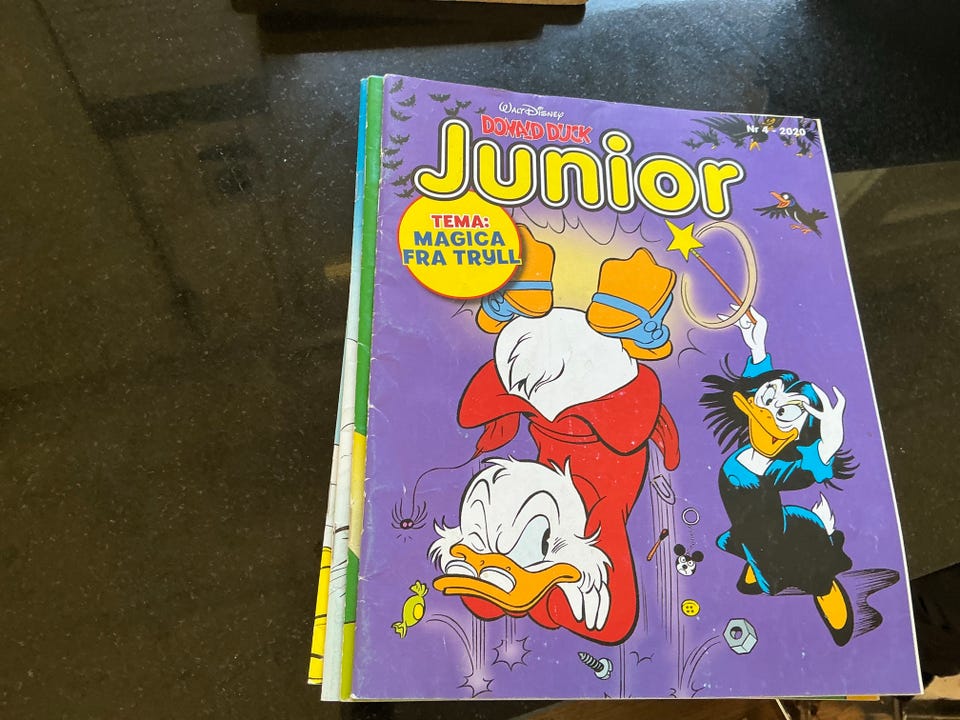 WALT DISNEY
DONALD DUCK
Junior
Nr 4 - 2020
TEMA:
MAGICA
FRA TRYLL